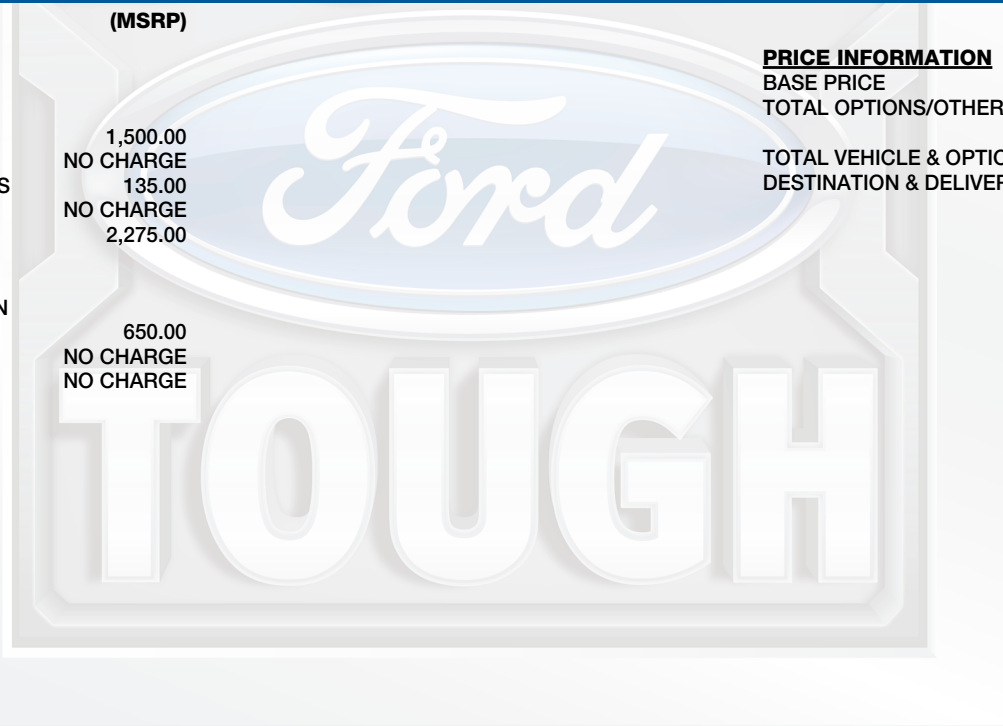 (MSRP)
1,500.00
NO CHARGE
S 135.00
NO CHARGE
2,275.00
N
650.00
NO CHARGE
NO CHARGE
PRICE INFORMATION
BASE PRICE
TOTAL OPTIONS/OTHER
TOTAL VEHICLE & OPTIO
DESTINATION & DELIVER
Ford
TOUGH